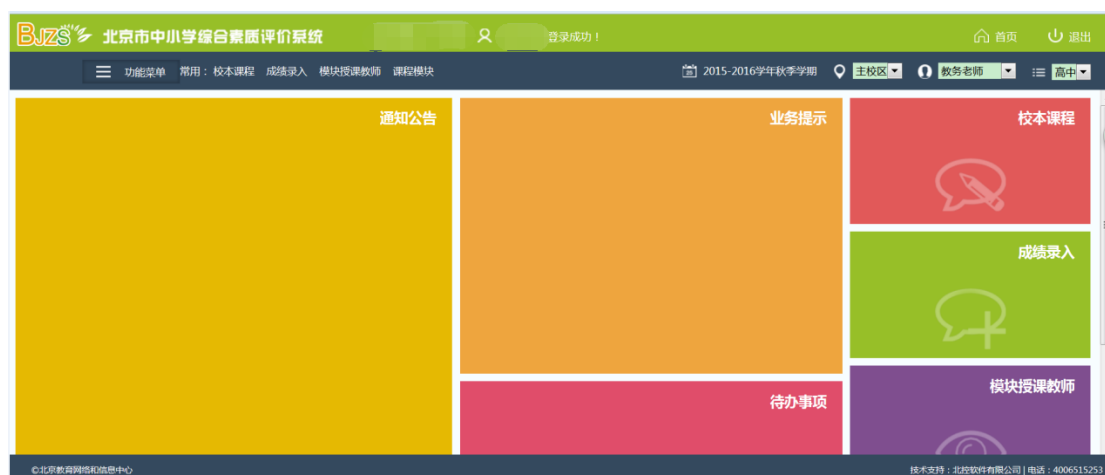 BJZS 北京市中小学综合素质评价系统 登录成功！ 首页 退出
功能菜单 常用：校本课程 成绩录入 模块授课教师 课程模块 2015-2016学年秋季学期 主校区 教务老师 高中
通知公告 业务提示 校本课程
成绩录入
待办事项 模块授课教师
©北京教育网络和信息中心 技术支持：北控软件有限公司 | 电话：4006515253